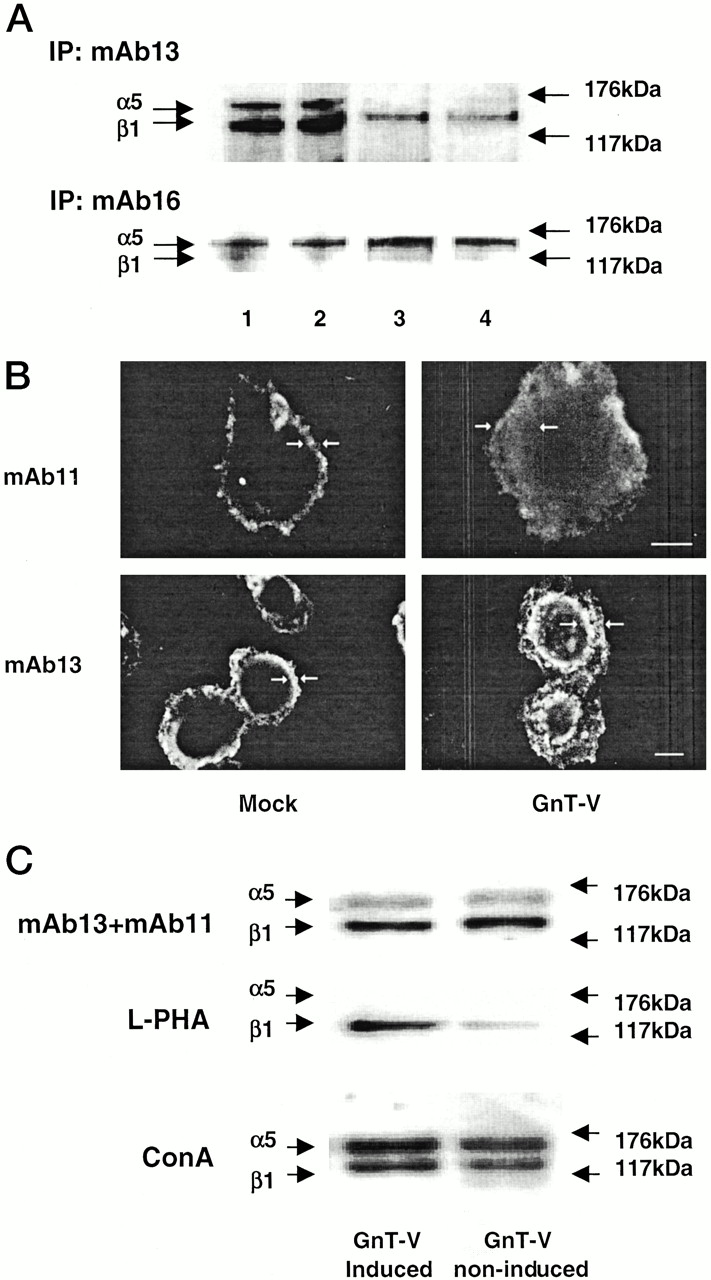 A
IP: mAb13
α5
β1
176kDa
117kDa
IP: mAb16
α5
β1
176kDa
117kDa
1 2 3 4
B
mAb11
mAb13
Mock GnT-V
C
mAb13+mAb11
α5
β1
176kDa
117kDa
L-PHA
α5
β1
176kDa
117kDa
ConA
α5
β1
176kDa
117kDa
GnT-V Induced
GnT-V non-induced